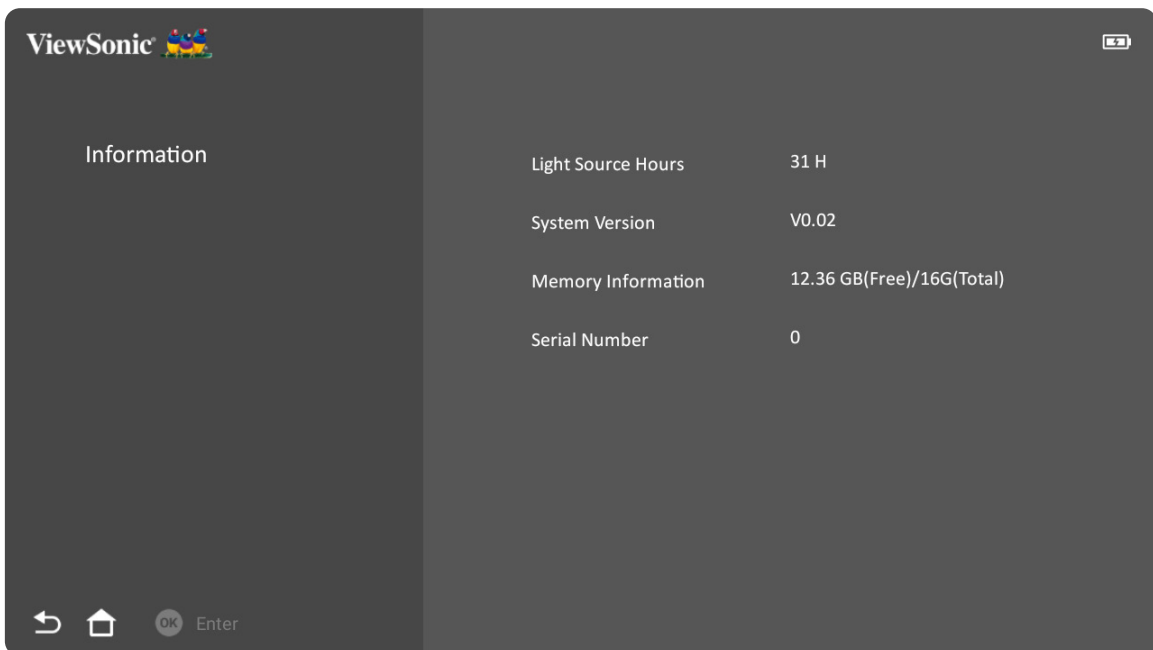 ViewSonic®
Information
Light Source Hours 31 H
System Version V0.02
Memory Information 12.36 GB(Free)/16G(Total)
Serial Number 0
OK Enter